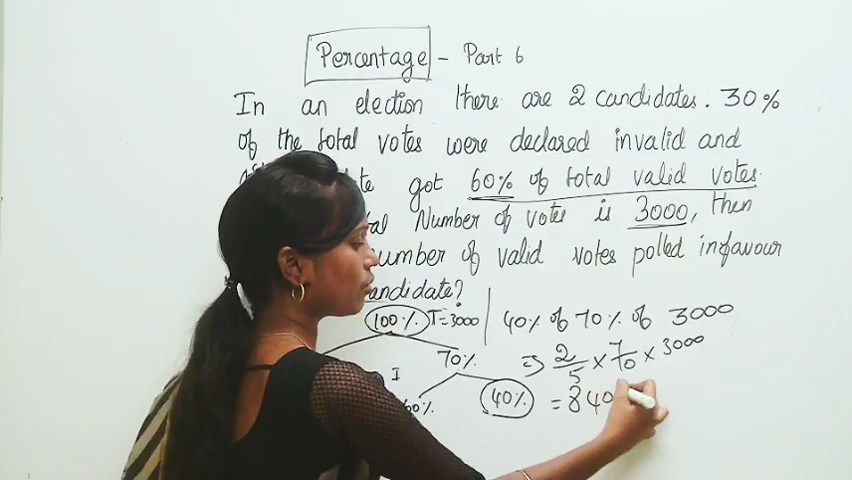 Percentage - Part 6
In an election there are 2 candidates. 30%
of the total votes were declared invalid and
got 60% of total valid votes.
Number of votes is 3000, then
number of valid votes polled infavour
candidate?
100% T=3000 40% of 70% of 3000
70% ⇒ 2/5 × 7/10 × 3000
I
60% 40% = 840